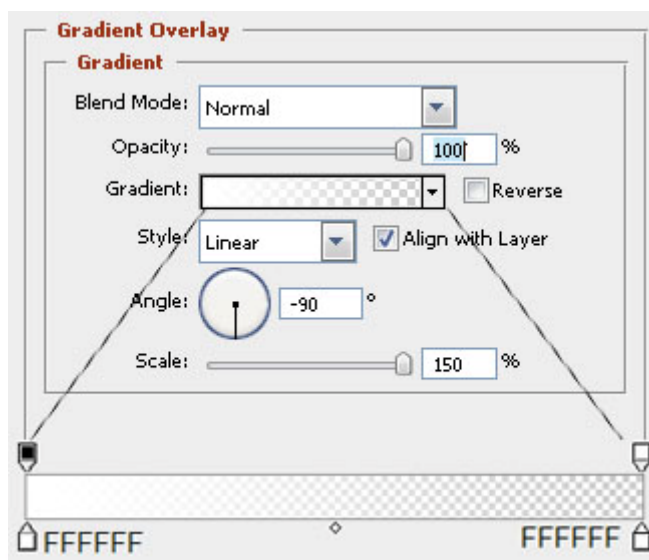 Gradient Overlay
Gradient
Blend Mode: Normal
Opacity: 100 %
Gradient: Reverse
Style: Linear Align with Layer
Angle: -90 °
Scale: 150 %
FFFFFF FFFFFF